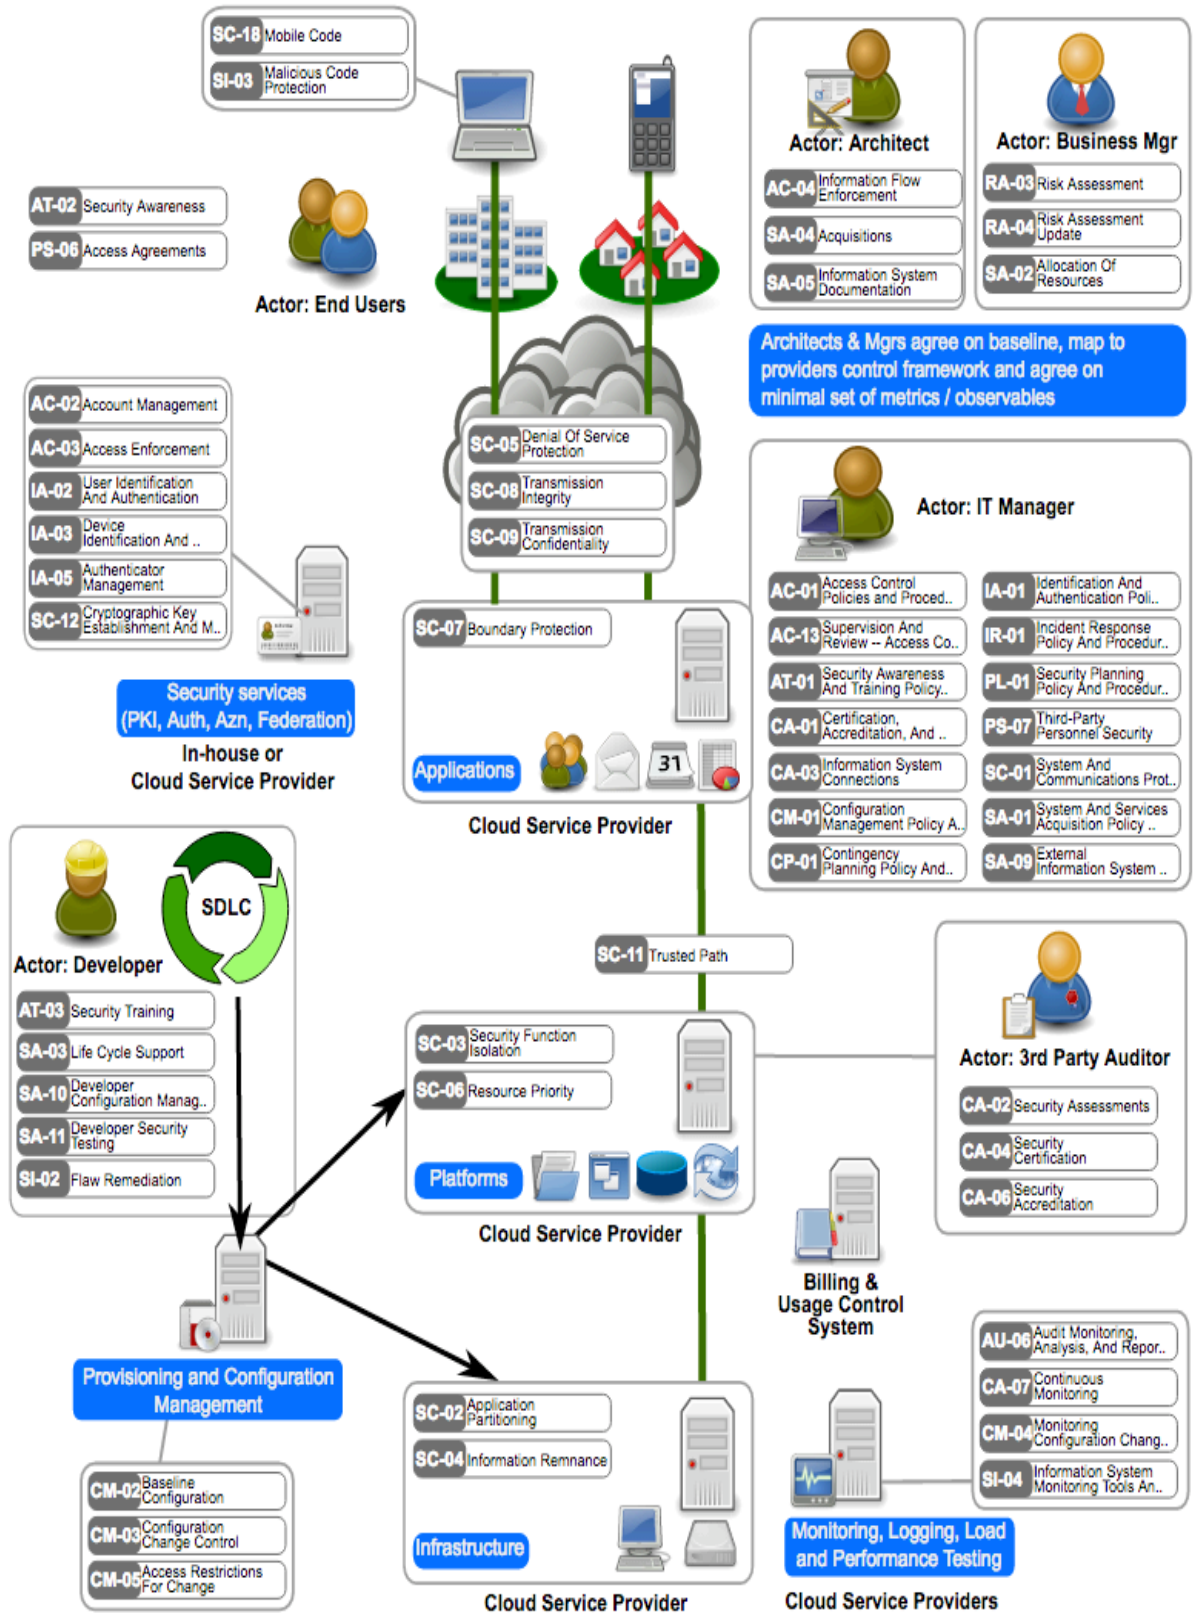 SC-18 Mobile Code
SI-03 Malicious Code
Protection
Actor: Architect
AC-04 Information Flow
Enforcement
SA-04 Acquisitions
SA-05 Information System
Documentation
Actor: Business Mgr
RA-03 Risk Assessment
RA-04 Risk Assessment
Update
SA-02 Allocation Of
Resources
AT-02 Security Awareness
PS-06 Access Agreements
Actor: End Users
Architects & Mgrs agree on baseline, map to
providers control framework and agree on
minimal set of metrics / observables
AC-02 Account Management
AC-03 Access Enforcement
IA-02 User Identification
And Authentication
IA-03 Device
Identification And ..
IA-05 Authenticator
Management
SC-12 Cryptographic Key
Establishment And M..
Security services
(PKI, Auth, Azn, Federation)
In-house or
Cloud Service Provider
SC-05 Denial Of Service
Protection
SC-08 Transmission
Integrity
SC-09 Transmission
Confidentiality
SC-07 Boundary Protection
Applications
31
Cloud Service Provider
Actor: IT Manager
AC-01 Access Control
Policies and Proced..
AC-13 Supervision And
Review -- Access Co..
AT-01 Security Awareness
And Training Policy..
CA-01 Certification,
Accreditation, And ..
CA-03 Information System
Connections
CM-01 Configuration
Management Policy A..
CP-01 Contingency
Planning Policy And..
IA-01 Identification And
Authentication Poli..
IR-01 Incident Response
Policy And Procedur..
PL-01 Security Planning
Policy And Procedur..
PS-07 Third-Party
Personnel Security
SC-01 System And
Communications Prot..
SA-01 System And Services
Acquisition Policy ..
SA-09 External
Information System ..
SDLC
Actor: Developer
AT-03 Security Training
SA-03 Life Cycle Support
SA-10 Developer
Configuration Manag..
SA-11 Developer Security
Testing
SI-02 Flaw Remediation
SC-11 Trusted Path
SC-03 Security Function
Isolation
SC-06 Resource Priority
Platforms
Cloud Service Provider
Actor: 3rd Party Auditor
CA-02 Security Assessments
CA-04 Security
Certification
CA-06 Security
Accreditation
Billing &
Usage Control
System
Provisioning and Configuration
Management
CM-02 Baseline
Configuration
CM-03 Configuration
Change Control
CM-05 Access Restrictions
For Change
SC-02 Application
Partitioning
SC-04 Information Remnance
Infrastructure
Cloud Service Provider
AU-06 Audit Monitoring,
Analysis, And Repor..
CA-07 Continuous
Monitoring
CM-04 Monitoring
Configuration Chang..
SI-04 Information System
Monitoring Tools An..
Monitoring, Logging, Load
and Performance Testing
Cloud Service Providers